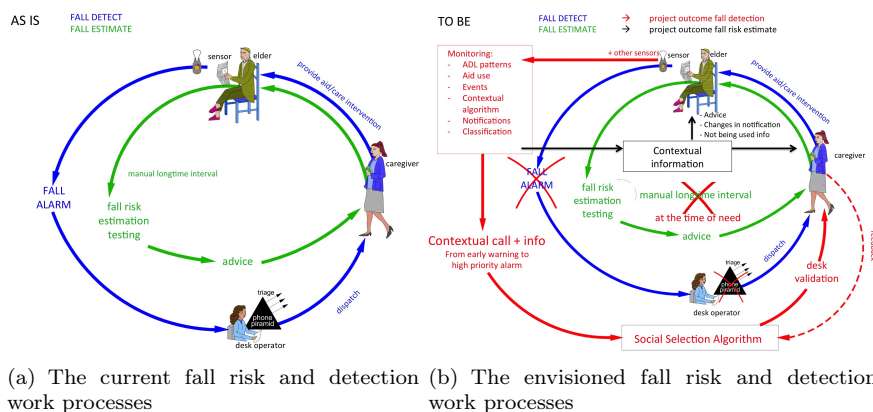 AS IS
FALL DETECT
FALL ESTIMATE
sensor
elder
provide aid/care intervention
manual longtime interval
FALL
ALARM
fall risk
estimation
testing
caregiver
advice
triage
phone
piramid
desk operator
dispatch
TO BE
FALL DETECT
FALL ESTIMATE
project outcome fall detection
project outcome fall risk estimate
Monitoring:
- ADL patterns
- Aid use
- Events
- Contextual
algorithm
- Notifications
- Classification
+ other sensors
sensor
elder
provide aid/care intervention
- Advice
- Changes in notification
- Not being used info
Contextual
information
caregiver
FALL
ALARM
fall risk
estimation
testing
manual longtime interval
at the time of need
advice
Contextual call + info
From early warning to
high priority alarm
triage
phone
piramid
desk operator
dispatch
desk
validation
feedback
Social Selection Algorithm
(a) The current fall risk and detection
work processes
(b) The envisioned fall risk and detection
work processes